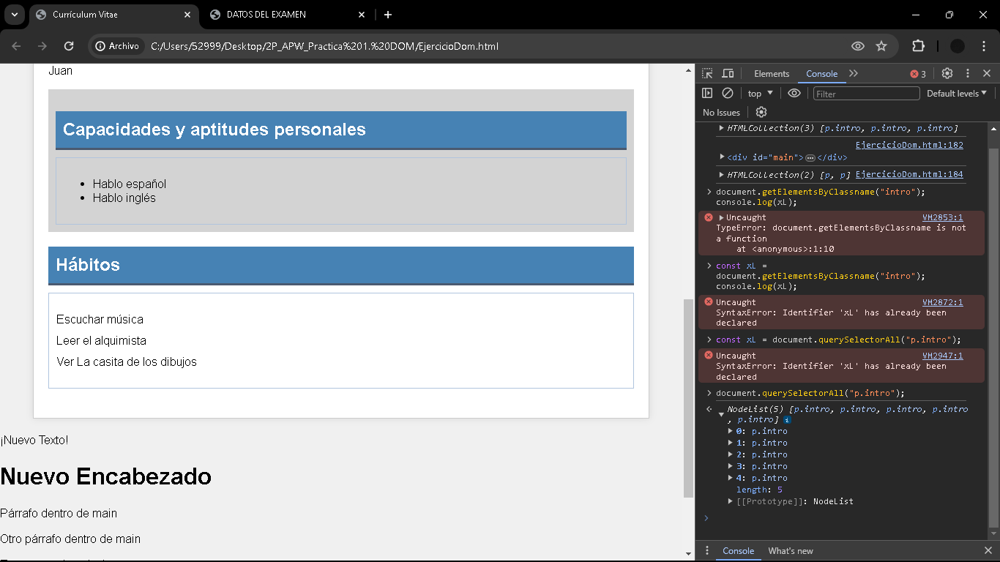 Currículum Vitae
DATOS DEL EXAMEN
Archivo
C:/Users/52999/Desktop/2P_APW_Practica%201.%20DOM/EjercicioDom.html
Juan
Capacidades y aptitudes personales
Hablo español
Hablo inglés
Hábitos
Escuchar música
Leer el alquimista
Ver La casita de los dibujos
¡Nuevo Texto!
Nuevo Encabezado
Párrafo dentro de main
Otro párrafo dentro de main
Elements Console 3
top Filter Default levels
No Issues
HTMLCollection(3) [p.intro, p.intro, p.intro]
EjercicioDom.html:182
<div id="main"> </div>
HTMLCollection(2) [p, p] EjercicioDom.html:184
document.getElementsByClassname("intro");
console.log(xL);
Uncaught VM2853:1
TypeError: document.getElementsByClassname is not
a function
at <anonymous>:1:10
const xL =
document.getElementsByClassname("intro");
console.log(xL);
Uncaught VM2872:1
SyntaxError: Identifier 'xL' has already been
declared
const xL = document.querySelectorAll("p.intro");
Uncaught VM2947:1
SyntaxError: Identifier 'xL' has already been
declared
document.querySelectorAll("p.intro");
NodeList(5) [p.intro, p.intro, p.intro, p.intro
, p.intro] i
0: p.intro
1: p.intro
2: p.intro
3: p.intro
4: p.intro
length: 5
[[Prototype]]: NodeList
Console What's new